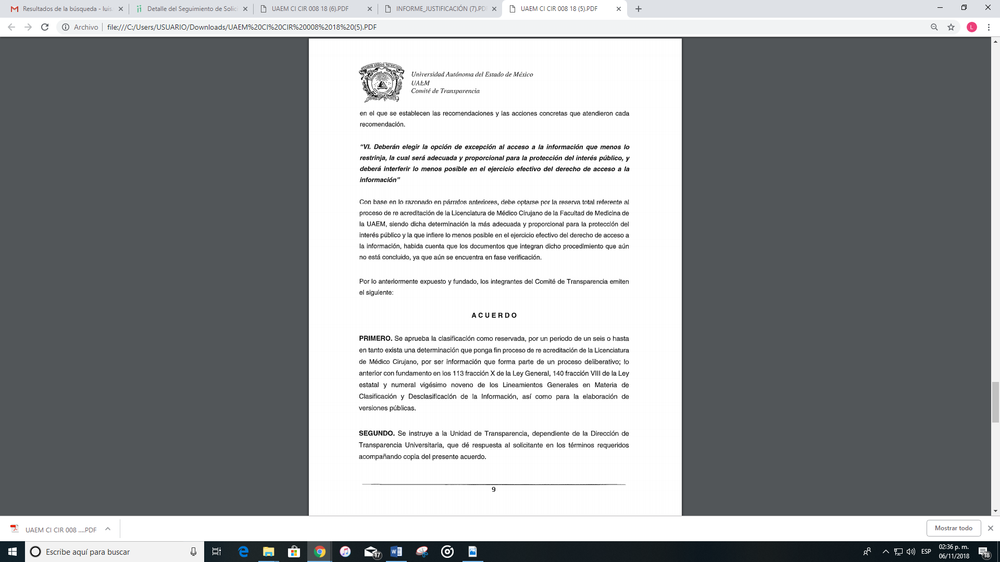 Resultados de la búsqueda - luis.
Detalle del Seguimiento de Solici
UAEM CI CIR 008 18 (6).PDF
INFORME_JUSTIFICACIÓN (7).PD
UAEM CI CIR 008 18 (5).PDF
Archivo
file:///C:/Users/USUARIO/Downloads/UAEM%20CI%20CIR%20008%2018%20(5).PDF
L
ESTADOS UNIDOS MEXICANOS
Universidad Autónoma del Estado de México
UAEM
Comité de Transparencia
en el que se establecen las recomendaciones y las acciones concretas que atendieron cada
recomendación.
“VI. Deberán elegir la opción de excepción al acceso a la información que menos lo
restrinja, la cual será adecuada y proporcional para la protección del interés público, y
deberá interferir lo menos posible en el ejercicio efectivo del derecho de acceso a la
información”
Con base en lo razonado en párrafos anteriores, debe optarse por la reserva total referente al
proceso de re acreditación de la Licenciatura de Médico Cirujano de la Facultad de Medicina de
la UAEM, siendo dicha determinación la más adecuada y proporcional para la protección del
interés público y la que infiere lo menos posible en el ejercicio efectivo del derecho de acceso a
la información, habida cuenta que los documentos que integran dicho procedimiento que aún
no está concluido, ya que aún se encuentra en fase verificación.
Por lo anteriormente expuesto y fundado, los integrantes del Comité de Transparencia emiten
el siguiente:
A C U E R D O
PRIMERO. Se aprueba la clasificación como reservada, por un periodo de un seis o hasta
en tanto exista una determinación que ponga fin proceso de re acreditación de la Licenciatura
de Médico Cirujano, por ser información que forma parte de un proceso deliberativo; lo
anterior con fundamento en los 113 fracción X de la Ley General, 140 fracción VIII de la Ley
estatal y numeral vigésimo noveno de los Lineamientos Generales en Materia de
Clasificación y Desclasificación de la Información, así como para la elaboración de
versiones públicas.
SEGUNDO. Se instruye a la Unidad de Transparencia, dependiente de la Dirección de
Transparencia Universitaria, que dé respuesta al solicitante en los términos requeridos
acompañando copia del presente acuerdo.
9
UAEM CI CIR 008 ....PDF
Mostrar todo
Escribe aquí para buscar
17
ESP
02:36 p. m.
06/11/2018
18